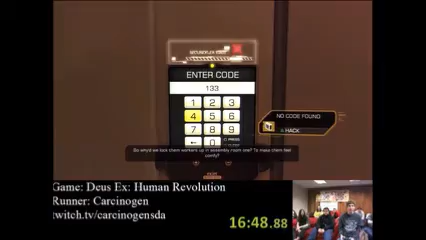 ENTER CODE
133
1 2 3
4 5 6
7 8 9
0
NO CODE FOUND
HACK
So why'd we lock them workers up in assembly room one? To make them feel
comfy?
Game: Deus Ex: Human Revolution
Runner: Carcinogen
twitch.tv/carcinogensda
16:48.88